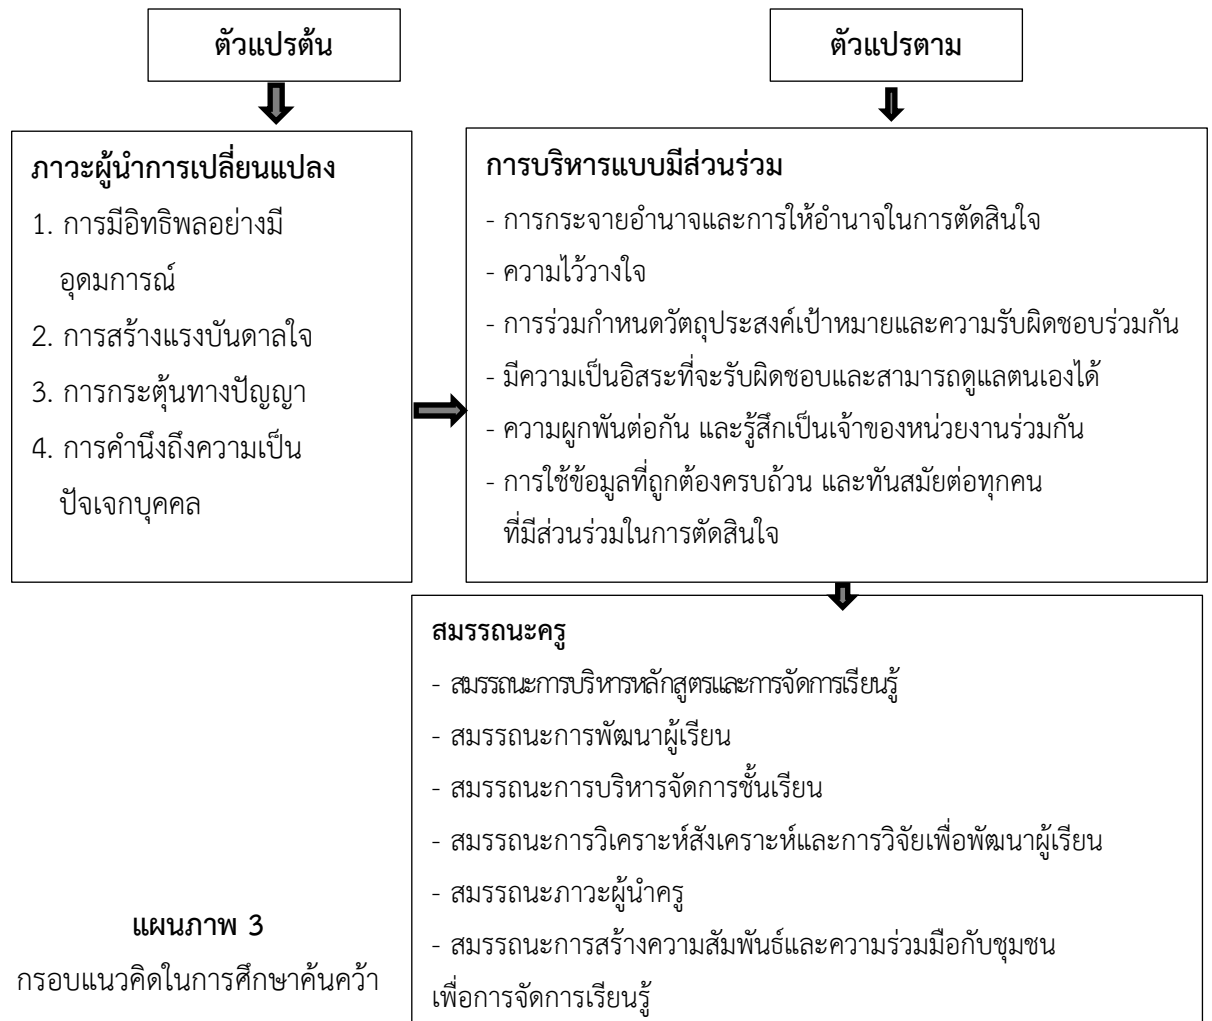 ตัวแปรต้น
ตัวแปรตาม
ภาวะผู้นำการเปลี่ยนแปลง
1. การมีอิทธิพลอย่างมี
อุดมการณ์
2. การสร้างแรงบันดาลใจ
3. การกระตุ้นทางปัญญา
4. การคำนึงถึงความเป็น
ปัจเจกบุคคล
การบริหารแบบมีส่วนร่วม
- การกระจายอำนาจและการให้อำนาจในการตัดสินใจ
- ความไว้วางใจ
- การร่วมกำหนดวัตถุประสงค์เป้าหมายและความรับผิดชอบร่วมกัน
- มีความเป็นอิสระที่จะรับผิดชอบและสามารถดูแลตนเองได้
- ความผูกพันต่อกัน และรู้สึกเป็นเจ้าของหน่วยงานร่วมกัน
- การใช้ข้อมูลที่ถูกต้องครบถ้วน และทันสมัยต่อทุกคน
ที่มีส่วนร่วมในการตัดสินใจ
สมรรถนะครู
- สมรรถนะการบริหารหลักสูตรและการจัดการเรียนรู้
- สมรรถนะการพัฒนาผู้เรียน
- สมรรถนะการบริหารจัดการชั้นเรียน
- สมรรถนะการวิเคราะห์สังเคราะห์และการวิจัยเพื่อพัฒนาผู้เรียน
- สมรรถนะภาวะผู้นำครู
- สมรรถนะการสร้างความสัมพันธ์และความร่วมมือกับชุมชน
เพื่อการจัดการเรียนรู้
แผนภาพ 3
กรอบแนวคิดในการศึกษาค้นคว้า